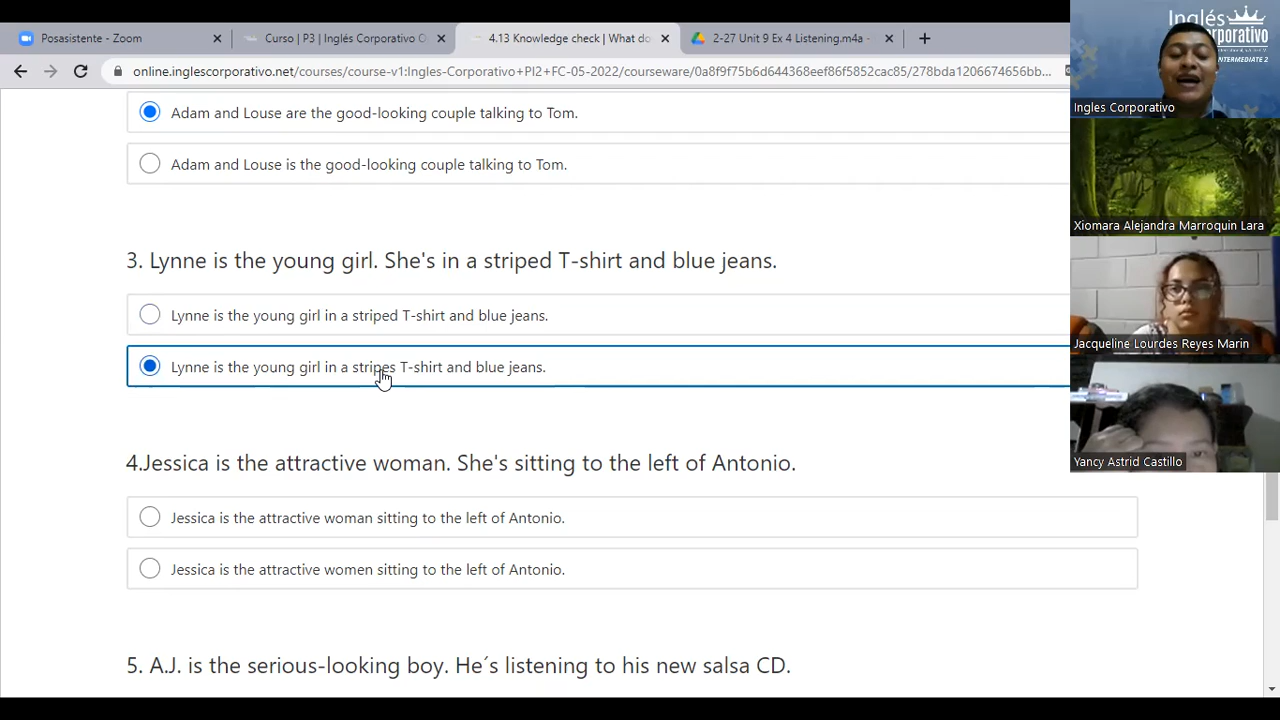 Posasistente - Zoom
Curso | P3 | Inglés Corporativo O
4.13 Knowledge check | What do
2-27 Unit 9 Ex 4 Listening.m4a -
online.inglescorporativo.net/courses/course-v1:Ingles-Corporativo+PI2+FC-05-2022/courseware/0a8f9f75b6d644368eef86f5852cac85/278bda1206674656bb...
Adam and Louse are the good-looking couple talking to Tom.
Adam and Louse is the good-looking couple talking to Tom.
3. Lynne is the young girl. She's in a striped T-shirt and blue jeans.
Lynne is the young girl in a striped T-shirt and blue jeans.
Lynne is the young girl in a stripes T-shirt and blue jeans.
4.Jessica is the attractive woman. She's sitting to the left of Antonio.
Jessica is the attractive woman sitting to the left of Antonio.
Jessica is the attractive women sitting to the left of Antonio.
5. A.J. is the serious-looking boy. He´s listening to his new salsa CD.
Inglés
Corporativo
INTERMEDIATE 2
Ingles Corporativo
Xiomara Alejandra Marroquin Lara
Jacqueline Lourdes Reyes Marin
Yancy Astrid Castillo